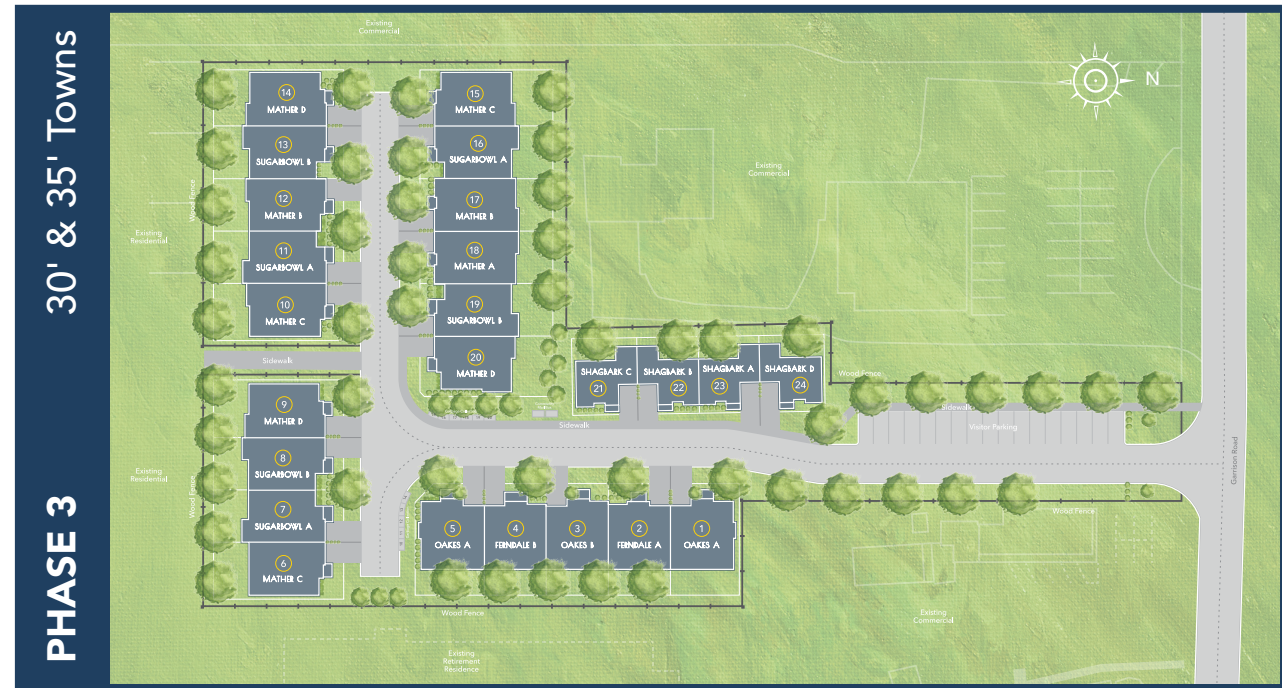 30' & 35' Towns
PHASE 3
Existing
Commercial
N
14
MATHER D
13
SUGARBOWL B
12
MATHER B
11
SUGARBOWL A
10
MATHER C
15
MATHER C
16
SUGARBOWL A
17
MATHER B
18
MATHER A
19
SUGARBOWL B
20
MATHER D
Wood Fence
Existing
Residential
Existing
Commercial
Sidewalk
SHAGBARK C
21
SHAGBARK B
22
SHAGBARK A
23
SHAGBARK D
24
Wood Fence
Sidewalk
Visitor Parking
Sidewalk
Garrison Road
9
MATHER D
8
SUGARBOWL B
7
SUGARBOWL A
6
MATHER C
Existing
Residential
Wood Fence
5
OAKES A
4
FERNDALE B
3
OAKES B
2
FERNDALE A
1
OAKES A
Wood Fence
Wood Fence
Existing
Commercial
Existing
Retirement
Residence